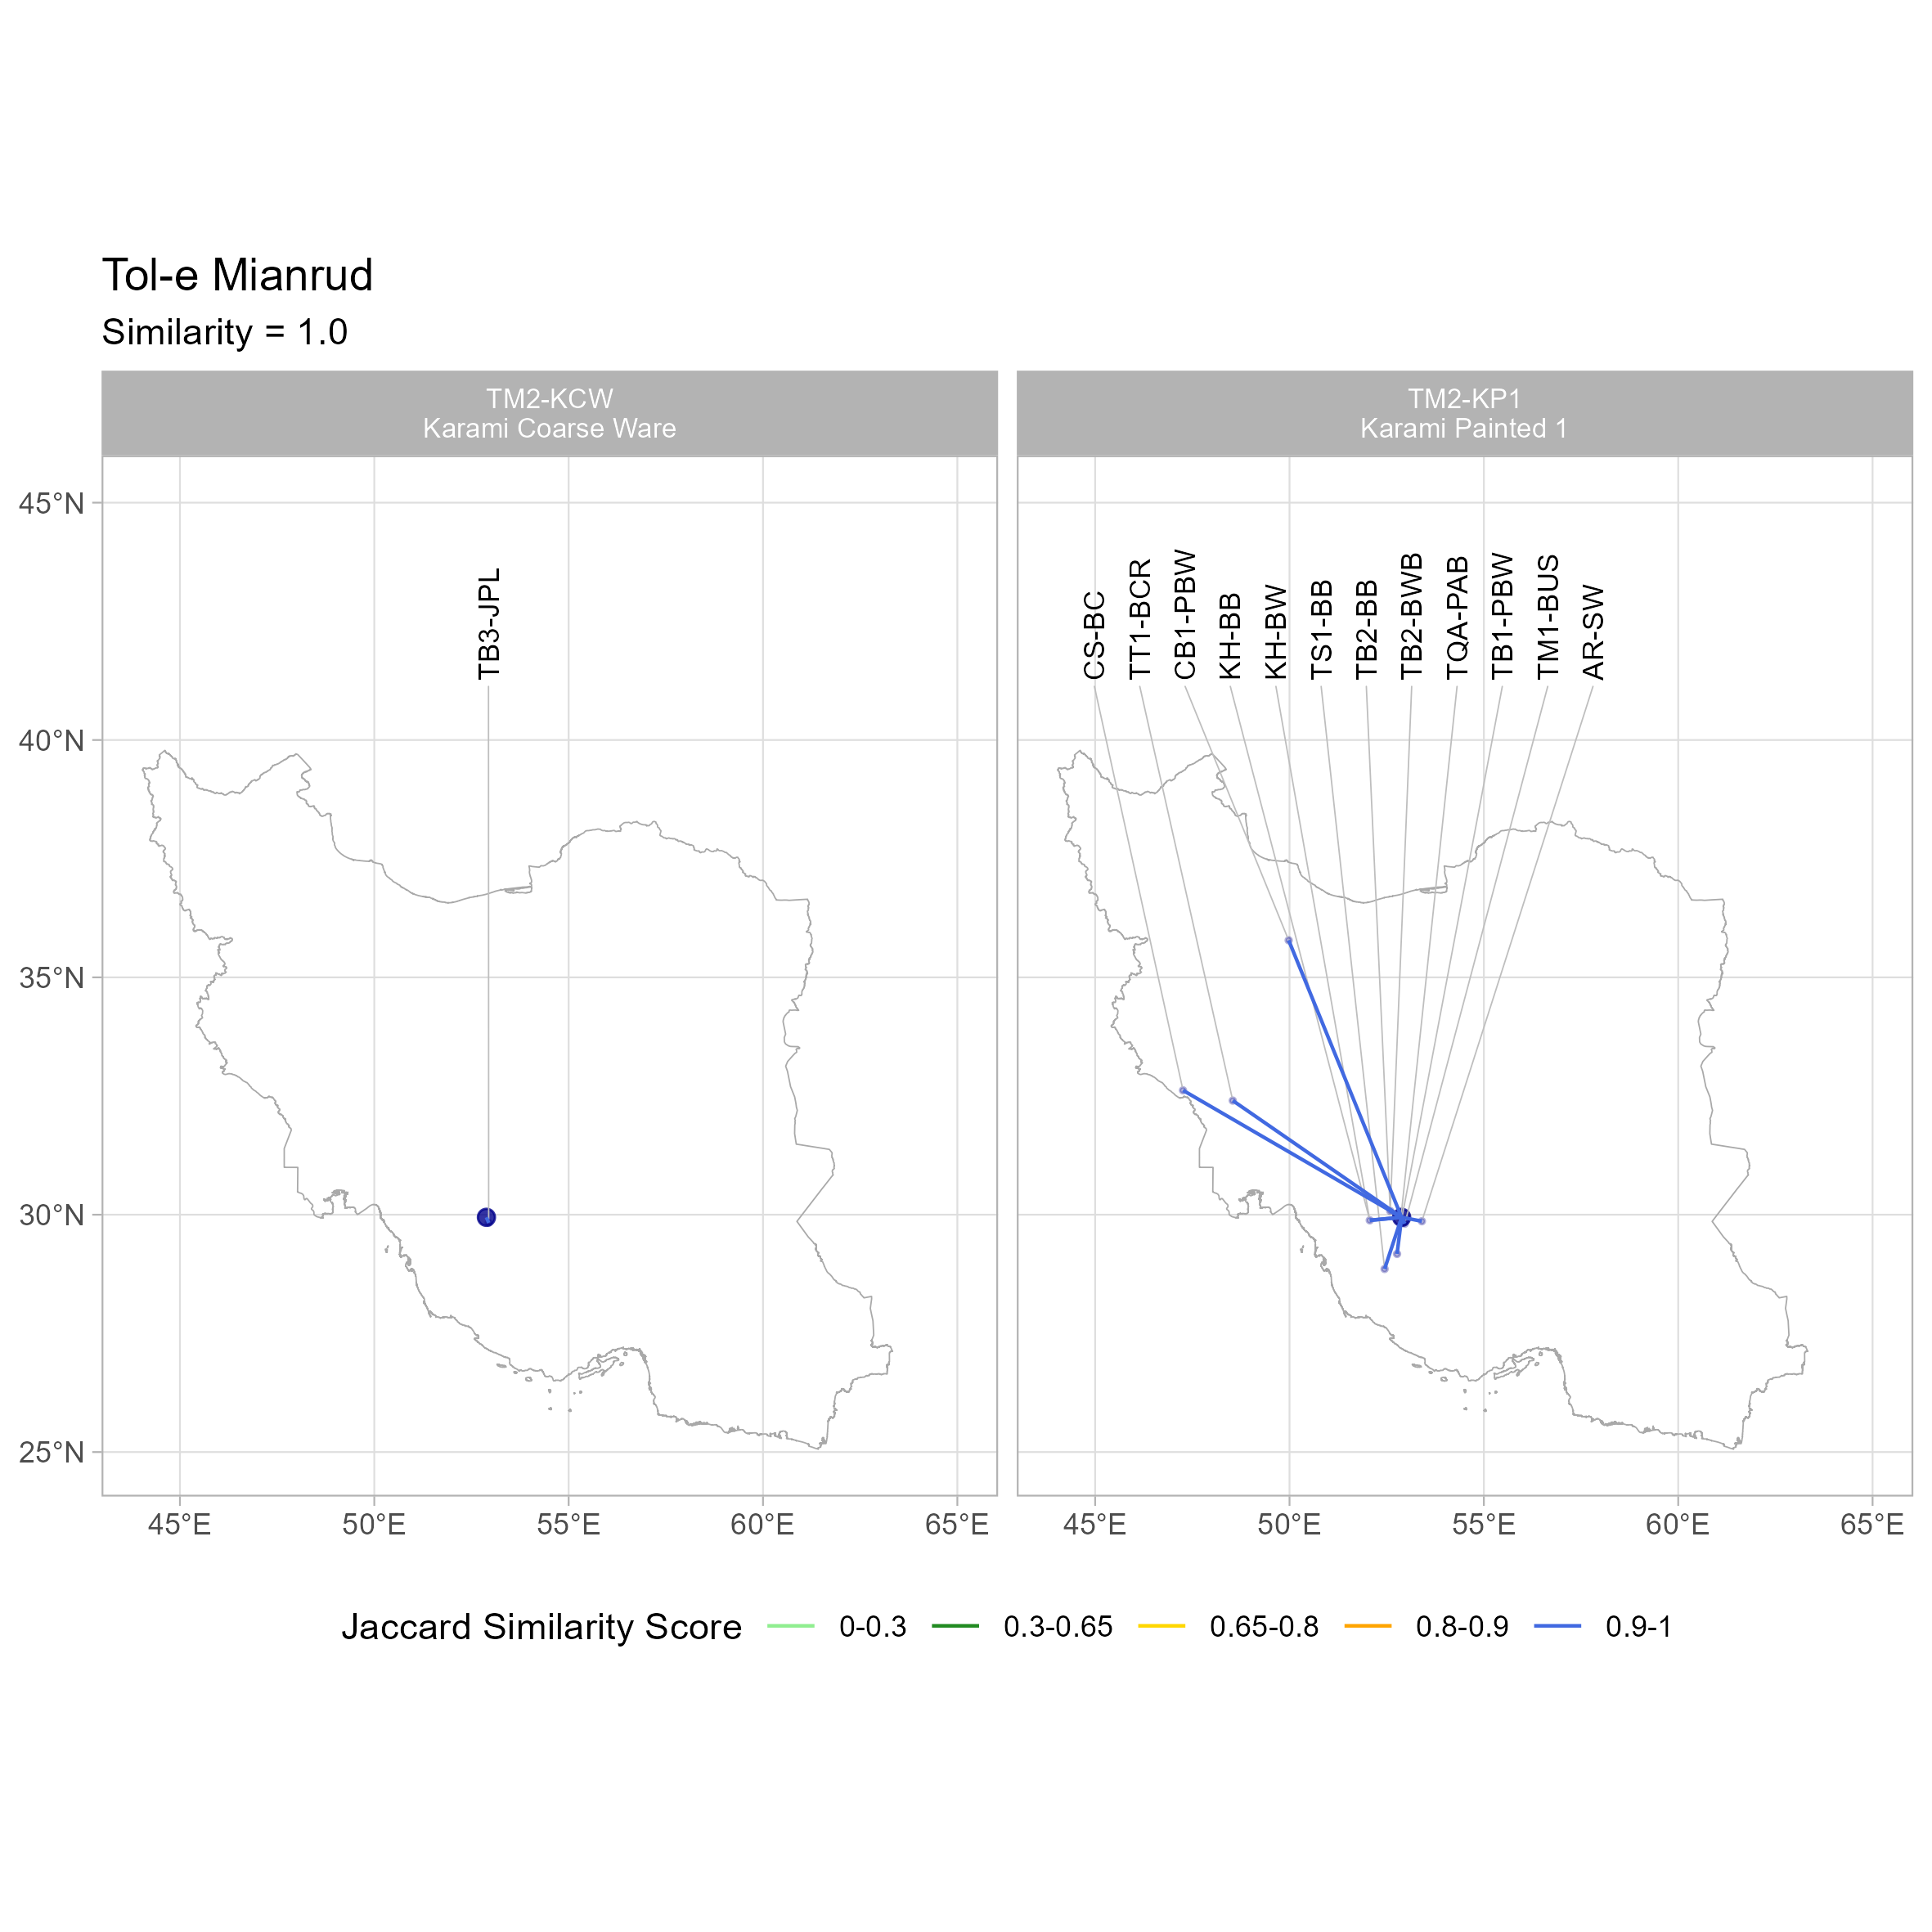 Tol-e Mianrud
Similarity = 1.0
TM2-KCW
Karami Coarse Ware
TM2-KP1
Karami Painted 1
TB3-JPL
CS-BC
TT1-BCR
CB1-PBW
KH-BB
KH-BW
TS1-BB
TB2-BB
TB2-BWB
TQA-PAB
TB1-PBW
TM1-BUS
AR-SW
45°N
40°N
35°N
30°N
25°N
45°E 50°E 55°E 60°E 65°E
45°E 50°E 55°E 60°E 65°E
Jaccard Similarity Score 0-0.3 0.3-0.65 0.65-0.8 0.8-0.9 0.9-1